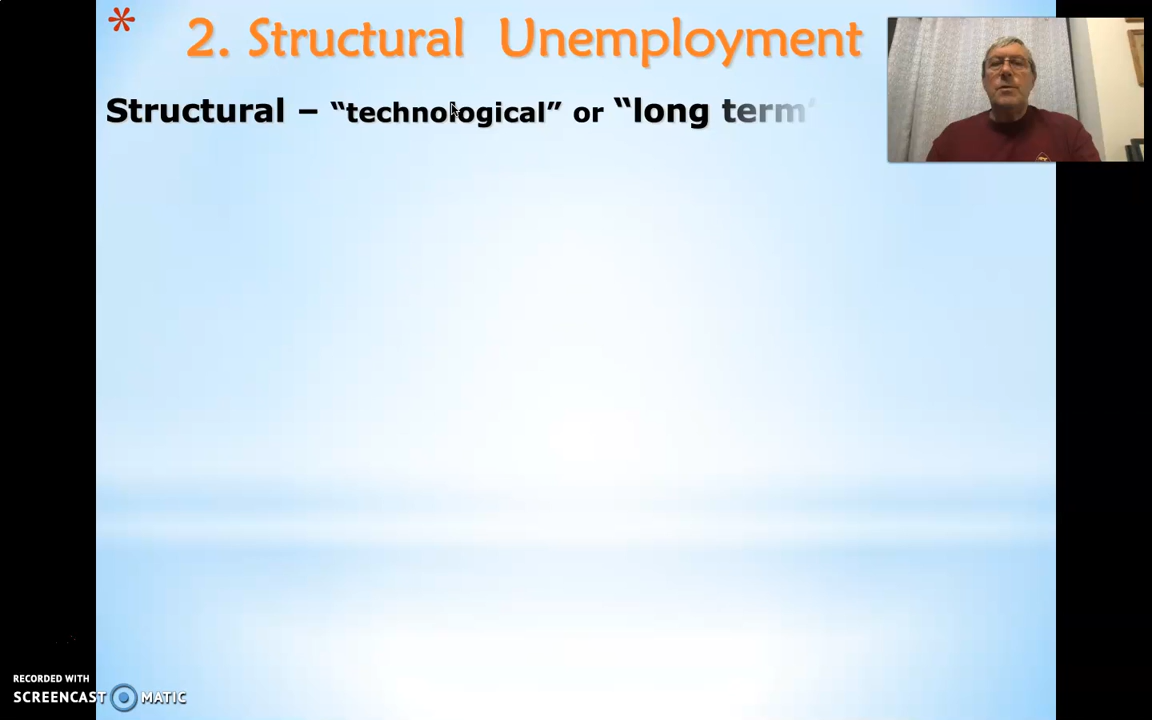 * 2. Structural Unemployment
Structural – “technological” or “long term”
RECORDED WITH
SCREENCAST MATIC